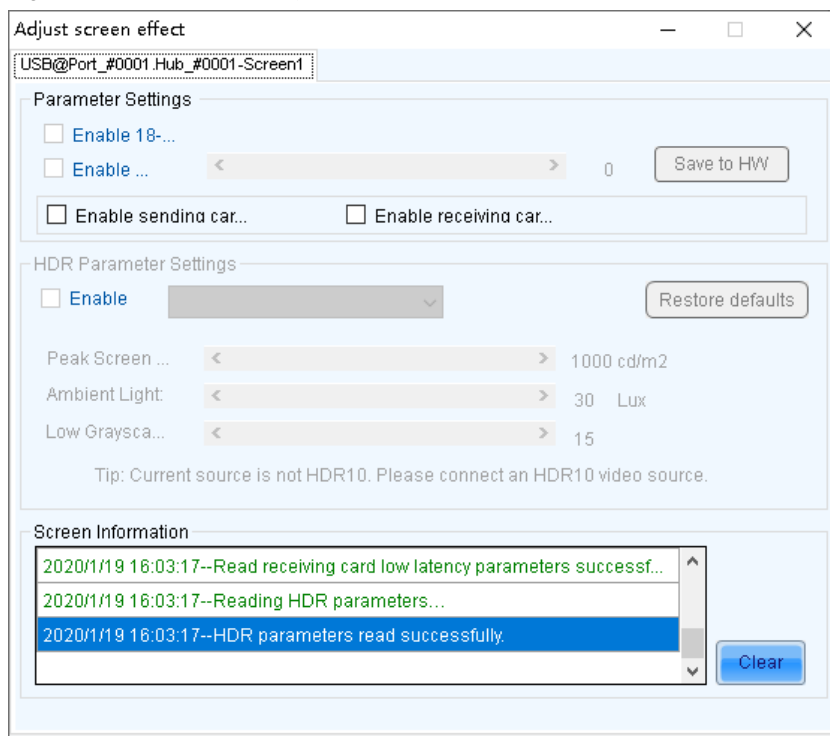 Adjust screen effect
USB@Port_#0001.Hub_#0001-Screen1
Parameter Settings
Enable 18-...
Enable ... 0 Save to HW
Enable sending car... Enable receiving car...
HDR Parameter Settings
Enable Restore defaults
Peak Screen ... 1000 cd/m2
Ambient Light: 30 Lux
Low Graysca... 15
Tip: Current source is not HDR10. Please connect an HDR10 video source.
Screen Information
2020/1/19 16:03:17--Read receiving card low latency parameters successf...
2020/1/19 16:03:17--Reading HDR parameters...
2020/1/19 16:03:17--HDR parameters read successfully.
Clear